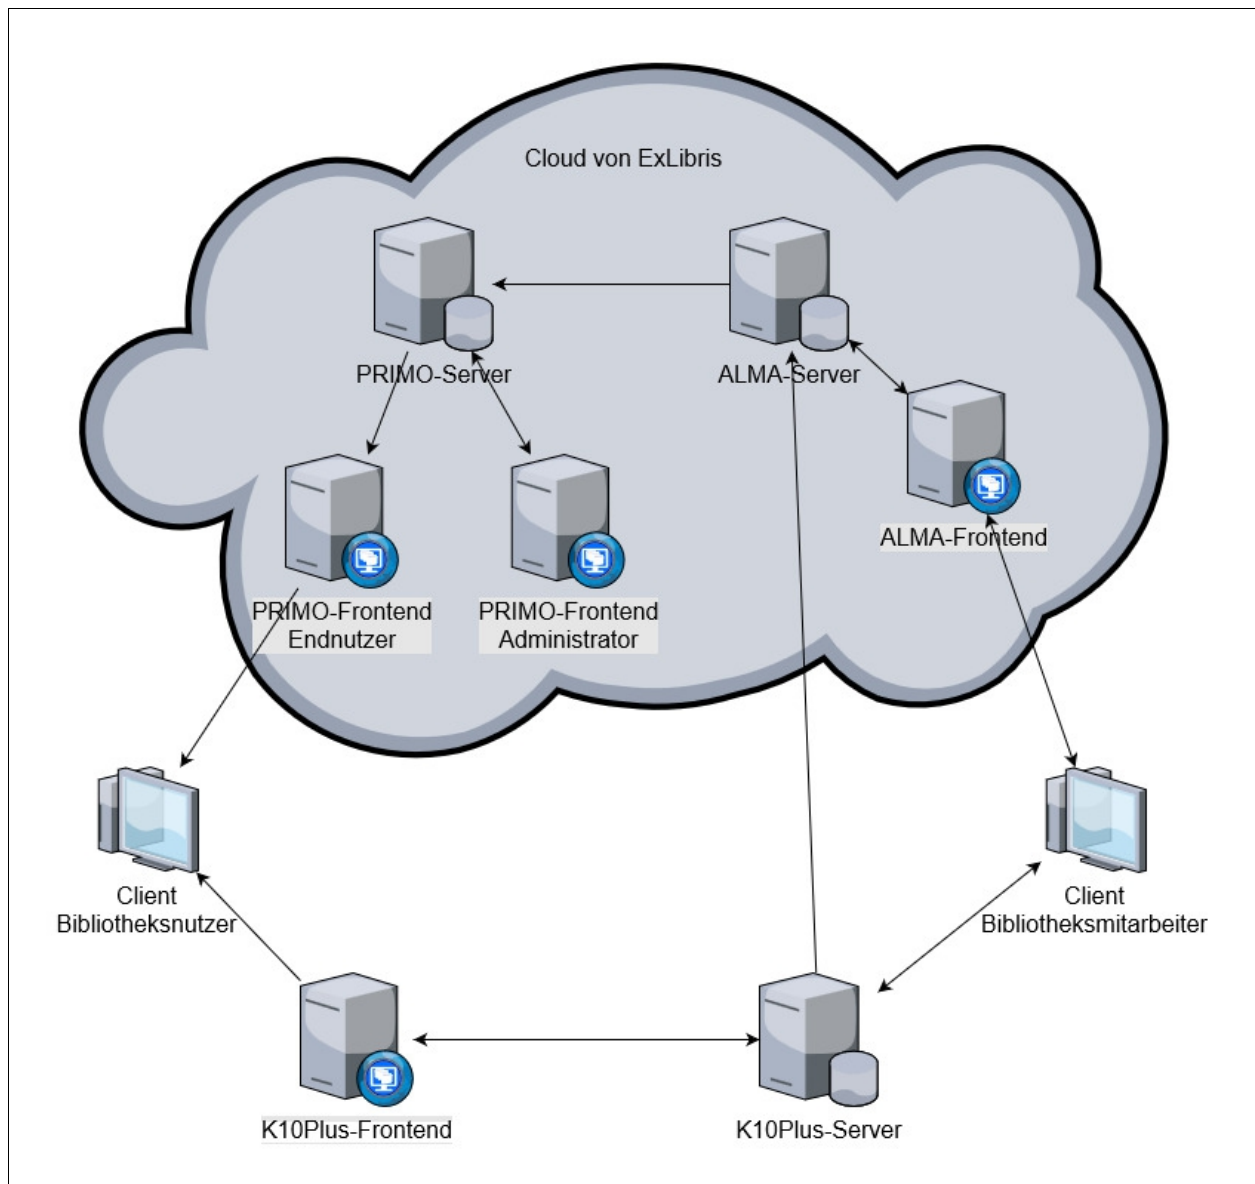 Cloud von ExLibris
PRIMO-Server
ALMA-Server
ALMA-Frontend
PRIMO-Frontend
Endnutzer
PRIMO-Frontend
Administrator
Client
Bibliotheksnutzer
Client
Bibliotheksmitarbeiter
K10Plus-Frontend
K10Plus-Server